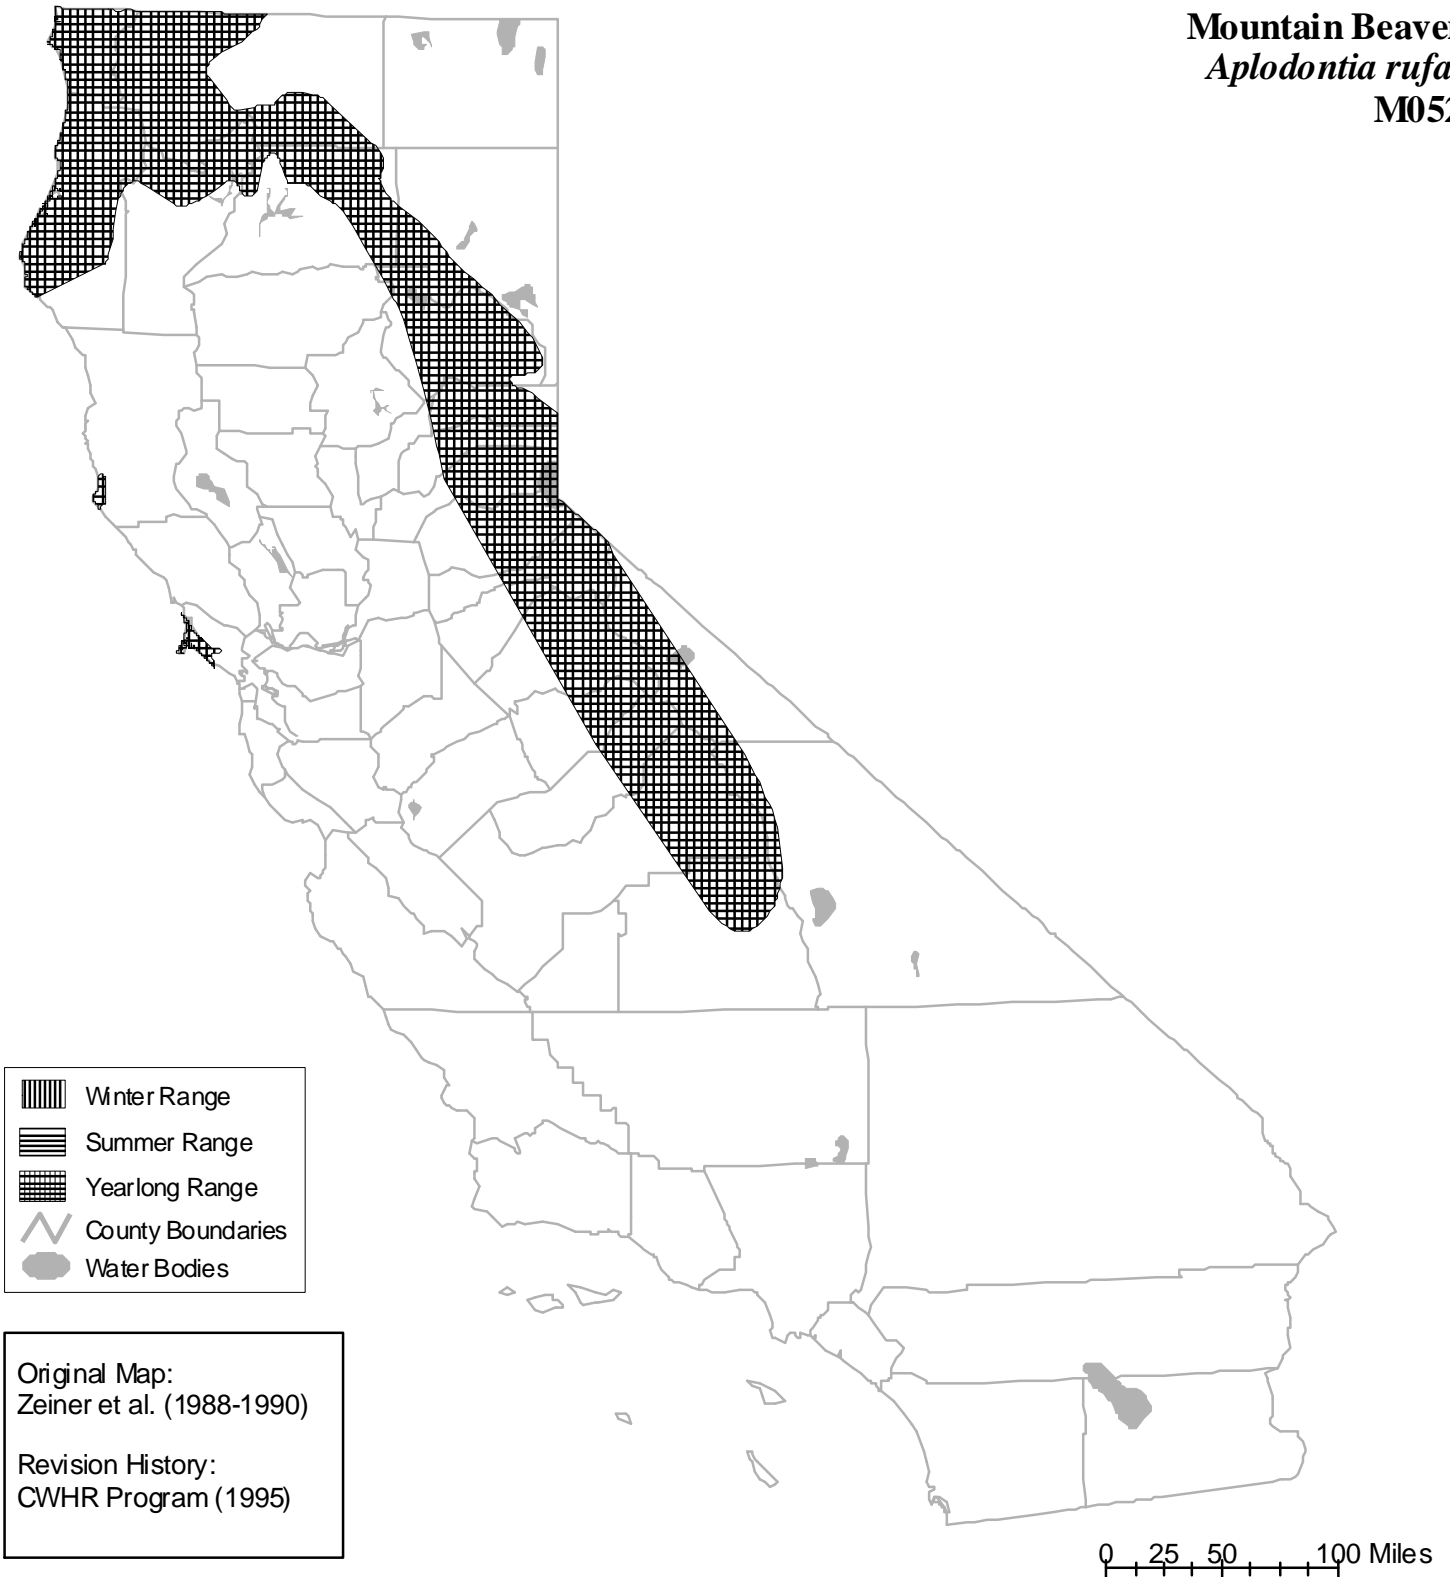 Mountain Beaver
Aplodontia rufa
M052
Winter Range
Summer Range
Yearlong Range
County Boundaries
Water Bodies
Original Map:
Zeiner et al. (1988-1990)
Revision History:
CWHR Program (1995)
0 25 50 100 Miles